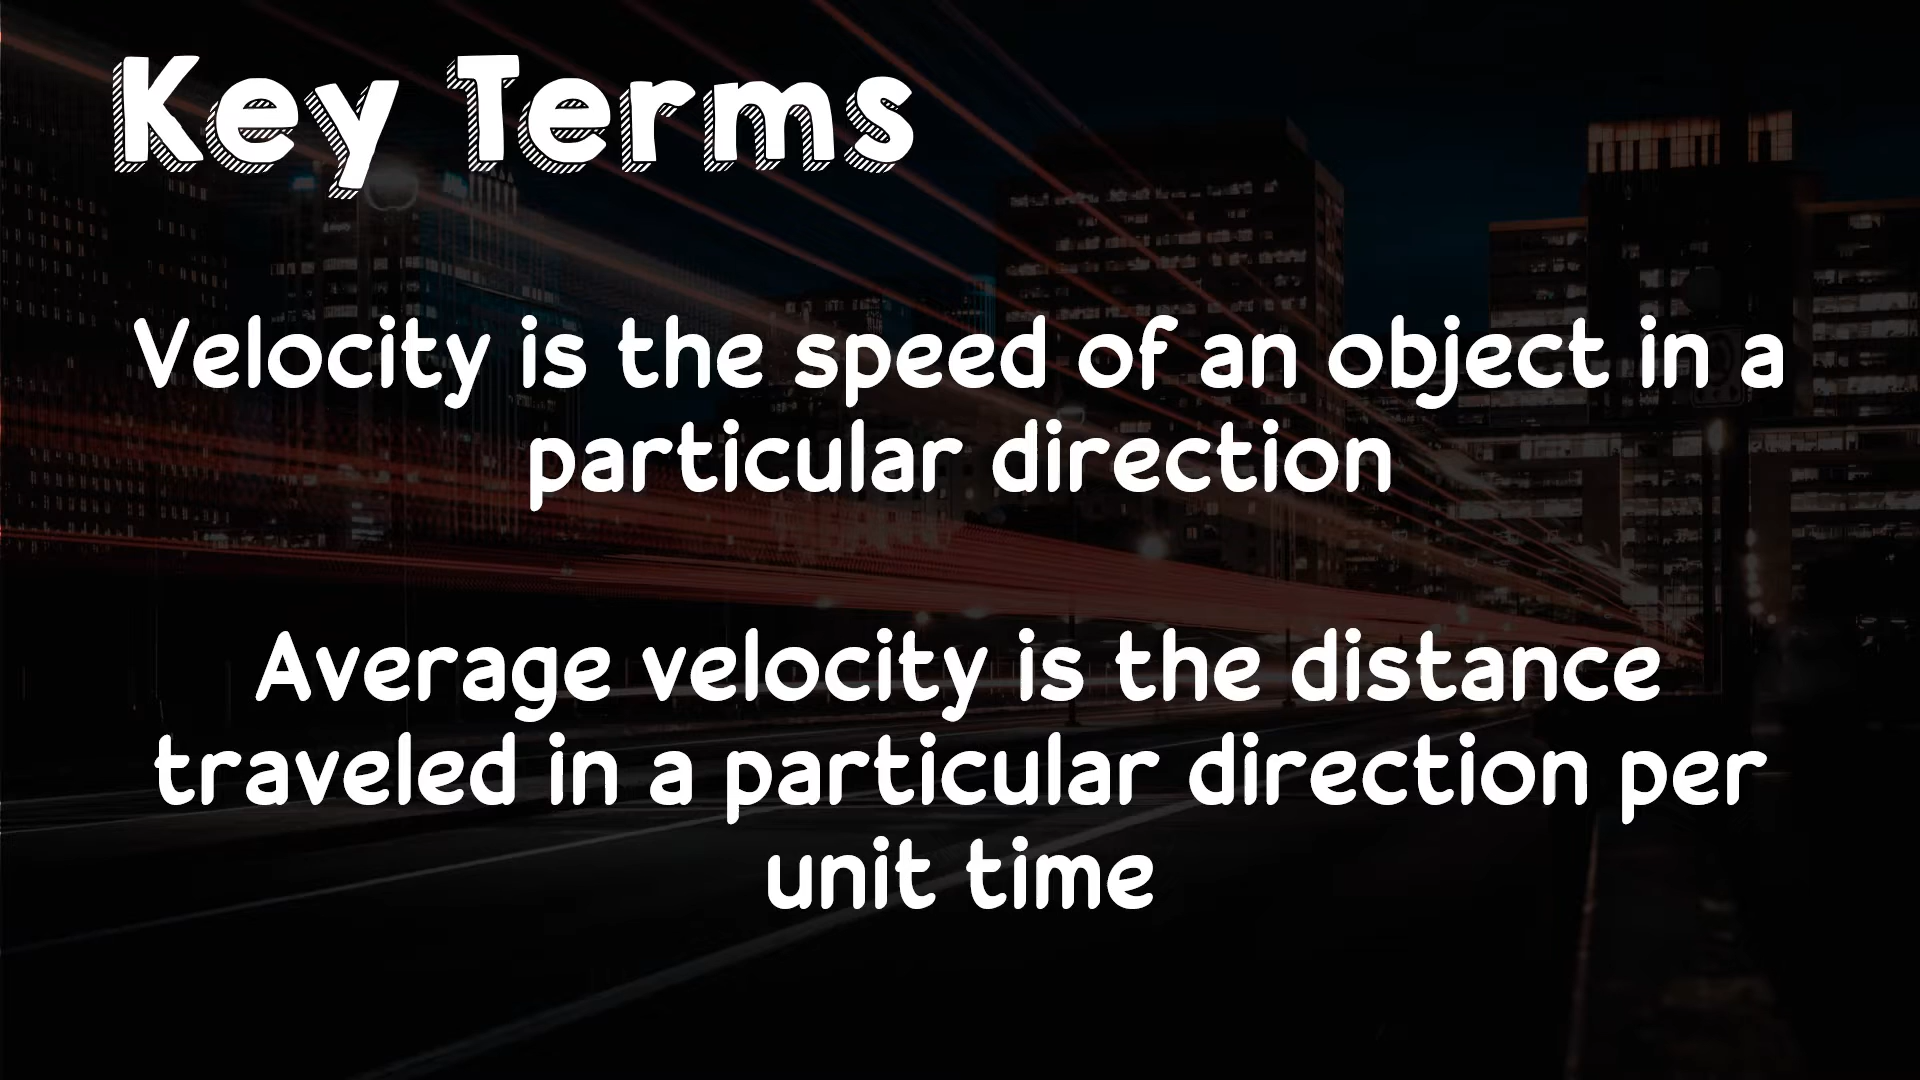 Key Terms
Velocity is the speed of an object in a
particular direction
Average velocity is the distance
traveled in a particular direction per
unit time